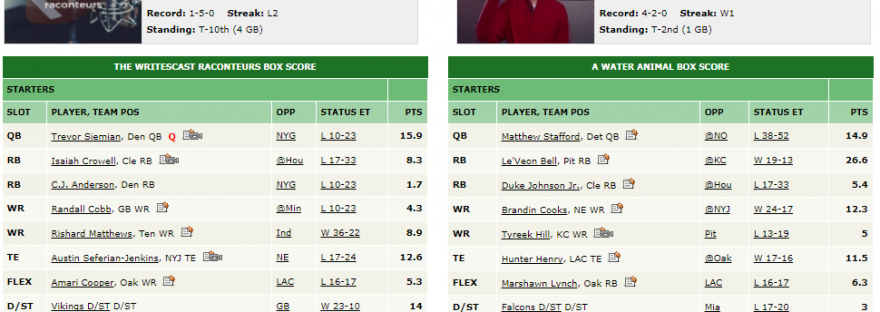 raconteurs
Record: 1-5-0 Streak: L2
Standing: T-10th (4 GB)
Record: 4-2-0 Streak: W1
Standing: T-2nd (1 GB)
THE WRITESCAST RACONTEURS BOX SCORE
STARTERS
SLOT PLAYER, TEAM POS OPP STATUS ET PTS
QB Trevor Siemian, Den QB Q NYG L 10-23 15.9
RB Isaiah Crowell, Cle RB @Hou L 17-33 8.3
RB C.J. Anderson, Den RB NYG L 10-23 1.7
WR Randall Cobb, GB WR @Min L 10-23 4.3
WR Rishard Matthews, Ten WR Ind W 36-22 8.9
TE Austin Seferian-Jenkins, NYJ TE NE L 17-24 12.6
FLEX Amari Cooper, Oak WR LAC L 16-17 5.3
D/ST Vikings D/ST D/ST GB W 23-10 14
A WATER ANIMAL BOX SCORE
STARTERS
SLOT PLAYER, TEAM POS OPP STATUS ET PTS
QB Matthew Stafford, Det QB @NO L 38-52 14.9
RB Le'Veon Bell, Pit RB @KC W 19-13 26.6
RB Duke Johnson Jr., Cle RB @Hou L 17-33 5.4
WR Brandin Cooks, NE WR @NYJ W 24-17 12.3
WR Tyreek Hill, KC WR Pit L 13-19 5
TE Hunter Henry, LAC TE @Oak W 17-16 11.5
FLEX Marshawn Lynch, Oak RB LAC L 16-17 6.3
D/ST Falcons D/ST D/ST Mia L 17-20 3